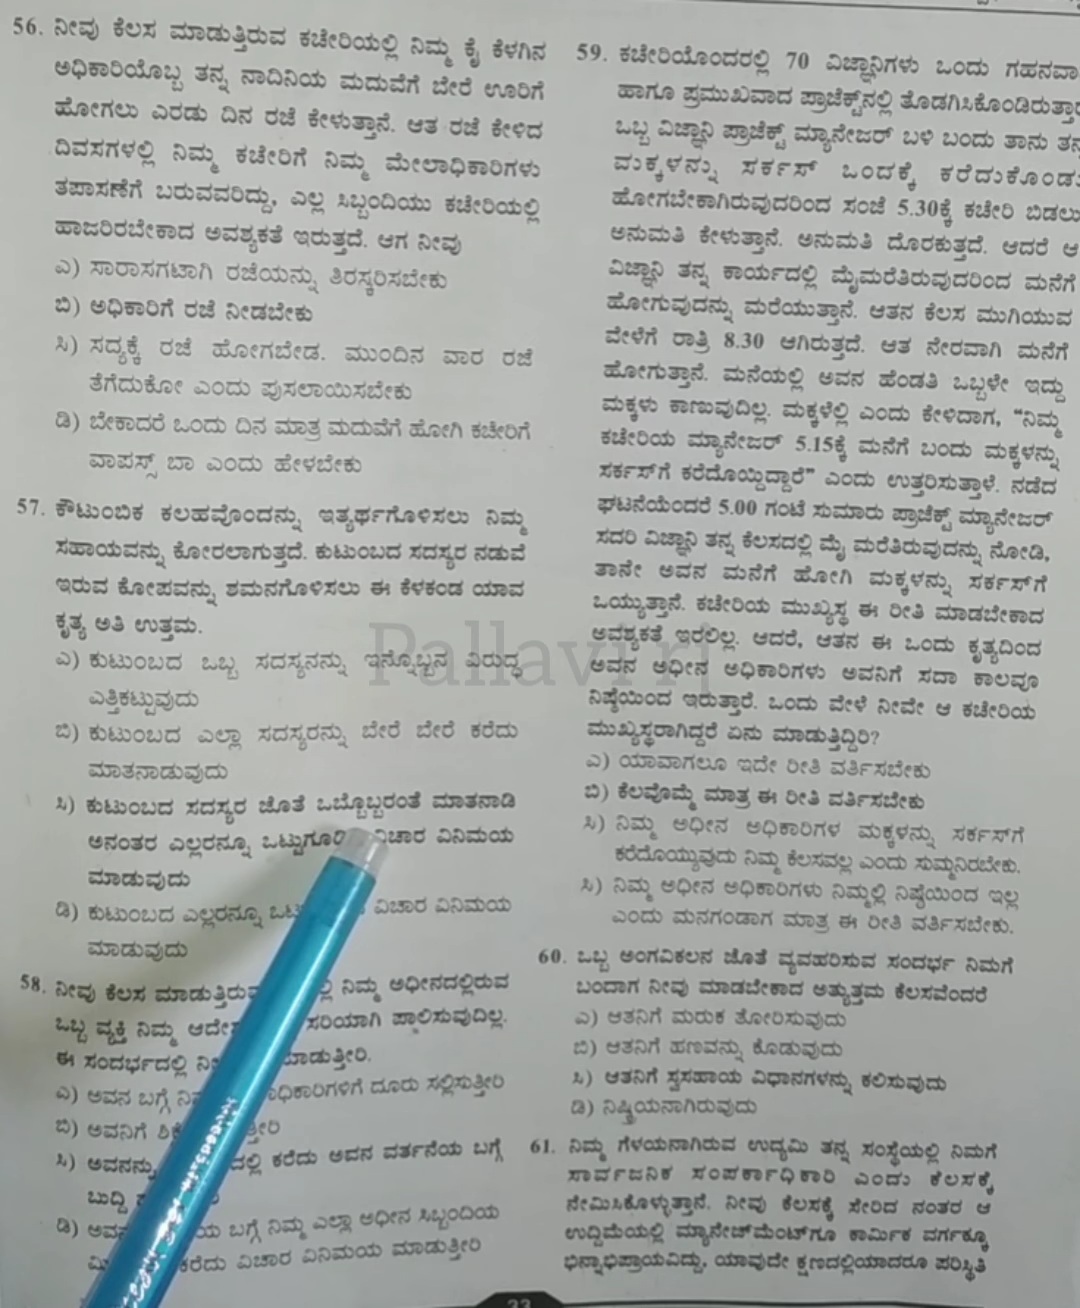 56. ನೀವು ಕೆಲಸ ಮಾಡುತ್ತಿರುವ ಕಚೇರಿಯಲ್ಲಿ ನಿಮ್ಮ ಕೈ ಕೆಳಗಿನ
ಅಧಿಕಾರಿಯೊಬ್ಬ ತನ್ನ ನಾದಿನಿಯ ಮದುವೆಗೆ ಬೇರೆ ಊರಿಗೆ
ಹೋಗಲು ಎರಡು ದಿನ ರಜೆ ಕೇಳುತ್ತಾನೆ. ಆತ ರಜೆ ಕೇಳಿದ
ದಿವಸಗಳಲ್ಲಿ ನಿಮ್ಮ ಕಚೇರಿಗೆ ನಿಮ್ಮ ಮೇಲಾಧಿಕಾರಿಗಳು
ತಪಾಸಣೆಗೆ ಬರುವವರಿದ್ದು, ಎಲ್ಲ ಸಿಬ್ಬಂದಿಯು ಕಚೇರಿಯಲ್ಲಿ
ಹಾಜರಿರಬೇಕಾದ ಅವಶ್ಯಕತೆ ಇರುತ್ತದೆ. ಆಗ ನೀವು
ಎ) ಸಾರಾಸಗಟಾಗಿ ರಜೆಯನ್ನು ತಿರಸ್ಕರಿಸಬೇಕು
ಬಿ) ಅಧಿಕಾರಿಗೆ ರಜೆ ನೀಡಬೇಕು
ಸಿ) ಸದ್ಯಕ್ಕೆ ರಜೆ ಹೋಗಬೇಡ. ಮುಂದಿನ ವಾರ ರಜೆ
ತೆಗೆದುಕೋ ಎಂದು ಪುಸಲಾಯಿಸಬೇಕು
ಡಿ) ಬೇಕಾದರೆ ಒಂದು ದಿನ ಮಾತ್ರ ಮದುವೆಗೆ ಹೋಗಿ ಕಚೇರಿಗೆ
ವಾಪಸ್ಸ್ ಬಾ ಎಂದು ಹೇಳಬೇಕು
57. ಕೌಟುಂಬಿಕ ಕಲಹವೊಂದನ್ನು ಇತ್ಯರ್ಥಗೊಳಿಸಲು ನಿಮ್ಮ
ಸಹಾಯವನ್ನು ಕೋರಲಾಗುತ್ತದೆ. ಕುಟುಂಬದ ಸದಸ್ಯರ ನಡುವೆ
ಇರುವ ಕೋಪವನ್ನು ಶಮನಗೊಳಿಸಲು ಈ ಕೆಳಕಂಡ ಯಾವ
ಕೃತ್ಯ ಅತಿ ಉತ್ತಮ.
ಎ) ಕುಟುಂಬದ ಒಬ್ಬ ಸದಸ್ಯನನ್ನು ಇನ್ನೊಬ್ಬನ ವಿರುದ್ಧ
ಎತ್ತಿಕಟ್ಟುವುದು
ಬಿ) ಕುಟುಂಬದ ಎಲ್ಲಾ ಸದಸ್ಯರನ್ನು ಬೇರೆ ಬೇರೆ ಕರೆದು
ಮಾತನಾಡುವುದು
ಸಿ) ಕುಟುಂಬದ ಸದಸ್ಯರ ಜೊತೆ ಒಬ್ಬೊಬ್ಬರಂತೆ ಮಾತನಾಡಿ
ಅನಂತರ ಎಲ್ಲರನ್ನೂ ವಿನಿಮಯ
ಮಾಡುವುದು
ಡಿ) ಕುಟುಂಬದ ಎಲ್ಲರನ್ನೂ ವಿಚಾರ ವಿನಿಮಯ
ಮಾಡುವುದು
58. ನೀವು ಕೆಲಸ ನಿಮ್ಮ ಅಧೀನದಲ್ಲಿರುವ
ಒಬ್ಬ ವ್ಯಕ್ತಿ ನಿಮ್ಮ ಸರಿಯಾಗಿ ಪಾಲಿಸುವುದಿಲ್ಲ.
ಈ ಸಂದರ್ಭದಲ್ಲಿ
ಎ) ಅವನ ಬಗ್ಗೆ ದೂರು ಸಲ್ಲಿಸುತ್ತೀರಿ
ಬಿ) ಅವನಿಗೆ
ಸಿ) ಅವನನ್ನು ಕರೆದು ಅವನ ವರ್ತನೆಯ ಬಗ್ಗೆ
ಬುದ್ದಿ
ಡಿ) ಬಗ್ಗೆ ನಿಮ್ಮ ಎಲ್ಲಾ ಅಧೀನ ಸಿಬ್ಬಂದಿಯ
ಕರೆದು ವಿಚಾರ ವಿನಿಮಯ ಮಾಡುತ್ತೀರಿ
59. ಕಚೇರಿಯೊಂದರಲ್ಲಿ 70 ವಿಜ್ಞಾನಿಗಳು ಒಂದು
ಹಾಗೂ ಪ್ರಮುಖವಾದ ಪ್ರಾಜೆಕ್ಟ್‌ನಲ್ಲಿ
ಒಬ್ಬ ವಿಜ್ಞಾನಿ ಪ್ರಾಜೆಕ್ಟ್ ಮ್ಯಾನೇಜರ್ ಬಳಿ ಬಂದು ತಾನು
ಮಕ್ಕಳನ್ನು ಸರ್ಕಸ್ ಒಂದಕ್ಕೆ
ಹೋಗಬೇಕಾಗಿರುವುದರಿಂದ ಸಂಜೆ 5.30ಕ್ಕೆ ಕಚೇರಿ ಬಿಡಲು
ಅನುಮತಿ ಕೇಳುತ್ತಾನೆ. ಅನುಮತಿ ದೊರಕುತ್ತದೆ. ಆದರೆ ಆ
ವಿಜ್ಞಾನಿ ತನ್ನ ಕಾರ್ಯದಲ್ಲಿ ಮೈಮರೆತಿರುವುದರಿಂದ ಮನೆಗೆ
ಹೋಗುವುದನ್ನು ಮರೆಯುತ್ತಾನೆ. ಆತನ ಕೆಲಸ ಮುಗಿಯುವ
ವೇಳೆಗೆ ರಾತ್ರಿ 8.30 ಆಗಿರುತ್ತದೆ. ಆತ ನೇರವಾಗಿ ಮನೆಗೆ
ಹೋಗುತ್ತಾನೆ. ಮನೆಯಲ್ಲಿ ಅವನ ಹೆಂಡತಿ ಒಬ್ಬಳೇ ಇದ್ದು
ಮಕ್ಕಳು ಕಾಣುವುದಿಲ್ಲ. ಮಕ್ಕಳೆಲ್ಲಿ ಎಂದು ಕೇಳಿದಾಗ, “ನಿಮ್ಮ
ಕಚೇರಿಯ ಮ್ಯಾನೇಜರ್ 5.15ಕ್ಕೆ ಮನೆಗೆ ಬಂದು ಮಕ್ಕಳನ್ನು
ಸರ್ಕಸ್‌ಗೆ ಕರೆದೊಯ್ದಿದ್ದಾರೆ” ಎಂದು ಉತ್ತರಿಸುತ್ತಾಳೆ. ನಡೆದ
ಘಟನೆಯೆಂದರೆ 5.00 ಗಂಟೆ ಸುಮಾರು ಪ್ರಾಜೆಕ್ಟ್ ಮ್ಯಾನೇಜರ್
ಸದರಿ ವಿಜ್ಞಾನಿ ತನ್ನ ಕೆಲಸದಲ್ಲಿ ಮೈ ಮರೆತಿರುವುದನ್ನು ನೋಡಿ,
ತಾನೇ ಅವನ ಮನೆಗೆ ಹೋಗಿ ಮಕ್ಕಳನ್ನು ಸರ್ಕಸ್‌ಗೆ
ಒಯ್ಯುತ್ತಾನೆ. ಕಚೇರಿಯ ಮುಖ್ಯಸ್ಥ ಈ ರೀತಿ ಮಾಡಬೇಕಾದ
ಅವಶ್ಯಕತೆ ಇರಲಿಲ್ಲ. ಆದರೆ, ಆತನ ಈ ಒಂದು ಕೃತ್ಯದಿಂದ
ಅವನ ಅಧೀನ ಅಧಿಕಾರಿಗಳು ಅವನಿಗೆ ಸದಾ ಕಾಲವೂ
ನಿಷ್ಠೆಯಿಂದ ಇರುತ್ತಾರೆ. ಒಂದು ವೇಳೆ ನೀವೇ ಆ ಕಚೇರಿಯ
ಮುಖ್ಯಸ್ಥರಾಗಿದ್ದರೆ ಏನು ಮಾಡುತ್ತಿದ್ದಿರಿ?
ಎ) ಯಾವಾಗಲೂ ಇದೇ ರೀತಿ ವರ್ತಿಸಬೇಕು
ಬಿ) ಕೆಲವೊಮ್ಮೆ ಮಾತ್ರ ಈ ರೀತಿ ವರ್ತಿಸಬೇಕು
ಸಿ) ನಿಮ್ಮ ಅಧೀನ ಅಧಿಕಾರಿಗಳ ಮಕ್ಕಳನ್ನು ಸರ್ಕಸ್‌ಗೆ
ಕರೆದೊಯ್ಯುವುದು ನಿಮ್ಮ ಕೆಲಸವಲ್ಲ ಎಂದು ಸುಮ್ಮನಿರಬೇಕು.
ಸಿ) ನಿಮ್ಮ ಅಧೀನ ಅಧಿಕಾರಿಗಳು ನಿಮ್ಮಲ್ಲಿ ನಿಷ್ಠೆಯಿಂದ ಇಲ್ಲ
ಎಂದು ಮನಗಂಡಾಗ ಮಾತ್ರ ಈ ರೀತಿ ವರ್ತಿಸಬೇಕು.
60. ಒಬ್ಬ ಅಂಗವಿಕಲನ ಜೊತೆ ವ್ಯವಹರಿಸುವ ಸಂದರ್ಭ ನಿಮಗೆ
ಬಂದಾಗ ನೀವು ಮಾಡಬೇಕಾದ ಅತ್ಯುತ್ತಮ ಕೆಲಸವೆಂದರೆ
ಎ) ಆತನಿಗೆ ಮರುಕ ತೋರಿಸುವುದು
ಬಿ) ಆತನಿಗೆ ಹಣವನ್ನು ಕೊಡುವುದು
ಸಿ) ಆತನಿಗೆ ಸ್ವಸಹಾಯ ವಿಧಾನಗಳನ್ನು ಕಲಿಸುವುದು
ಡಿ) ನಿಷ್ಕ್ರಿಯನಾಗಿರುವುದು
61. ನಿಮ್ಮ ಗೆಳಯನಾಗಿರುವ ಉದ್ಯಮಿ ತನ್ನ ಸಂಸ್ಥೆಯಲ್ಲಿ ನಿಮಗೆ
ಸಾರ್ವಜನಿಕ ಸಂಪರ್ಕಾಧಿಕಾರಿ ಎಂದು ಕೆಲಸಕ್ಕೆ
ನೇಮಿಸಿಕೊಳ್ಳುತ್ತಾನೆ. ನೀವು ಕೆಲಸಕ್ಕೆ ಸೇರಿದ ನಂತರ ಆ
ಉದ್ದಿಮೆಯಲ್ಲಿ ಮ್ಯಾನೇಜ್‌ಮೆಂಟ್‌ಗೂ ಕಾರ್ಮಿಕ ವರ್ಗಕ್ಕೂ
ಭಿನ್ನಾಭಿಪ್ರಾಯವಿದ್ದು, ಯಾವುದೇ ಕ್ಷಣದಲ್ಲಿಯಾದರೂ ಪರಿಸ್ಥಿತಿ
Pallavi rj